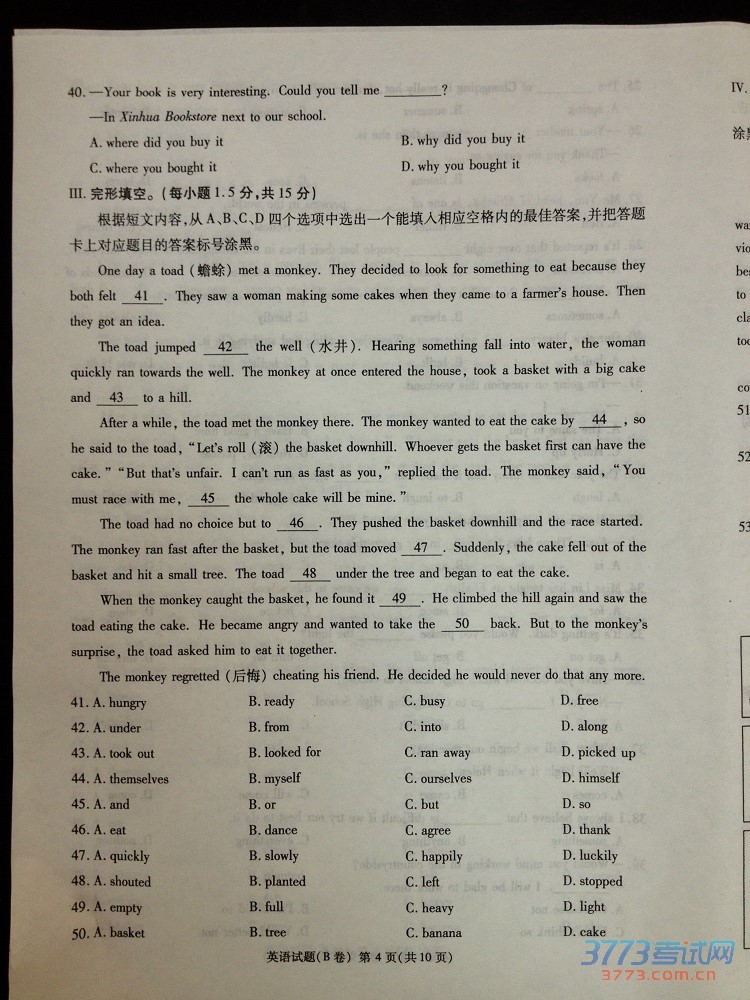 40. —Your book is very interesting. Could you tell me ________?
—In Xinhua Bookstore next to our school.
A. where did you buy it B. why did you buy it
C. where you bought it D. why you bought it
III. 完形填空。(每小题1.5分,共15分)
根据短文内容,从A、B、C、D四个选项中选出一个能填入相应空格内的最佳答案,并把答题
卡上对应题目的答案标号涂黑。
One day a toad (蟾蜍) met a monkey. They decided to look for something to eat because they
both felt 41 . They saw a woman making some cakes when they came to a farmer's house. Then
they got an idea.
The toad jumped 42 the well (水井). Hearing something fall into water, the woman
quickly ran towards the well. The monkey at once entered the house, took a basket with a big cake
and 43 to a hill.
After a while, the toad met the monkey there. The monkey wanted to eat the cake by 44 , so
he said to the toad, "Let's roll (滚) the basket downhill. Whoever gets the basket first can have the
cake." "But that's unfair. I can't run as fast as you," replied the toad. The monkey said, "You
must race with me, 45 the whole cake will be mine."
The toad had no choice but to 46 . They pushed the basket downhill and the race started.
The monkey ran fast after the basket, but the toad moved 47 . Suddenly, the cake fell out of the
basket and hit a small tree. The toad 48 under the tree and began to eat the cake.
When the monkey caught the basket, he found it 49 . He climbed the hill again and saw the
toad eating the cake. He became angry and wanted to take the 50 back. But to the monkey's
surprise, the toad asked him to eat it together.
The monkey regretted (后悔) cheating his friend. He decided he would never do that any more.
41. A. hungry B. ready C. busy D. free
42. A. under B. from C. into D. along
43. A. took out B. looked for C. ran away D. picked up
44. A. themselves B. myself C. ourselves D. himself
45. A. and B. or C. but D. so
46. A. eat B. dance C. agree D. thank
47. A. quickly B. slowly C. happily D. luckily
48. A. shouted B. planted C. left D. stopped
49. A. empty B. full C. heavy D. light
50. A. basket B. tree C. banana D. cake
英语试题(B卷) 第4页(共10页)
3773考试网
3773.com.cn
IV.
涂黑
wa
vio
bes
to
cla
too
co
51
52
53